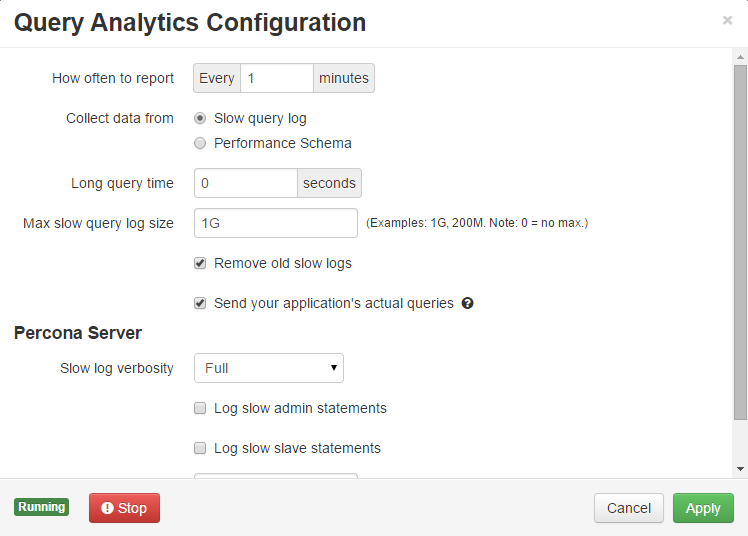 Query Analytics Configuration ×
How often to report Every 1 minutes
Collect data from Slow query log
Performance Schema
Long query time 0 seconds
Max slow query log size 1G (Examples: 1G, 200M. Note: 0 = no max.)
Remove old slow logs
Send your application's actual queries ?
Percona Server
Slow log verbosity Full
Log slow admin statements
Log slow slave statements
Running ! Stop Cancel Apply